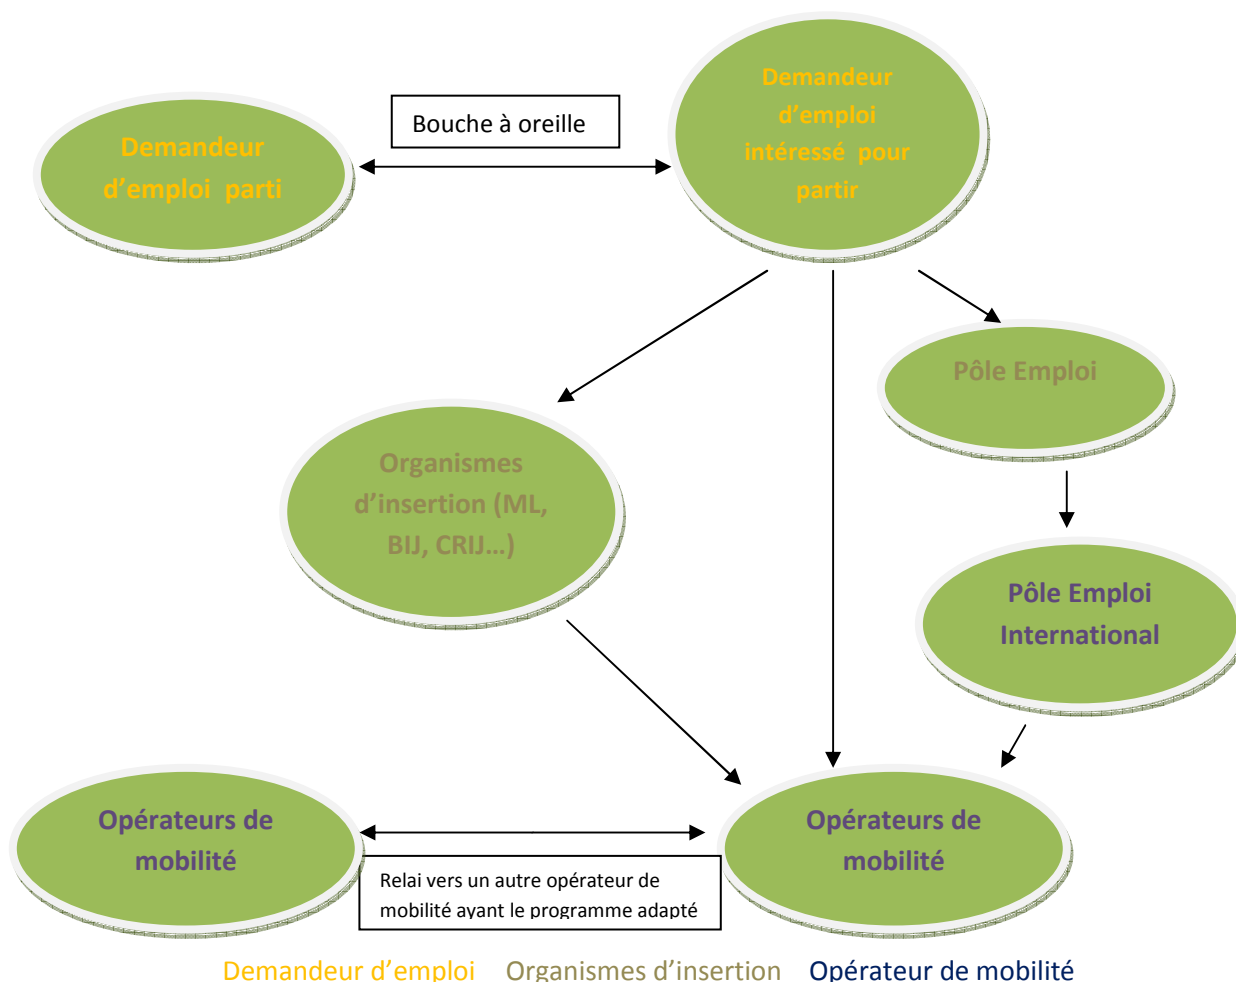 Demandeur
d’emploi
intéressé  pour
partir
Bouche à oreille
Demandeur
d’emploi  parti
Pôle Emploi
Organismes
d’insertion (ML,
BIJ, CRIJ…)
Pôle Emploi
International
Opérateurs de
mobilité
Opérateurs de
mobilité
Relai vers un autre opérateur de
mobilité ayant le programme adapté
Demandeur d’emploi    Organismes d’insertion    Opérateur de mobilité